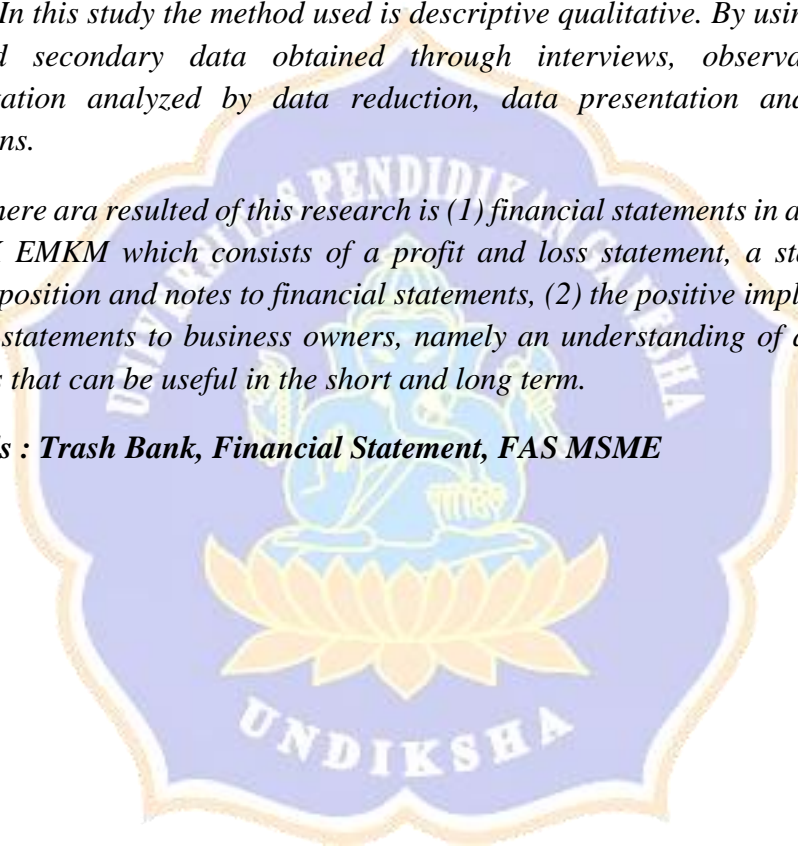 In this study the method used is descriptive qualitative. By usin
d secondary data obtained through interviews, observa
tation analyzed by data reduction, data presentation and
ns.
here ara resulted of this research is (1) financial statements in a
K EMKM which consists of a profit and loss statement, a st
position and notes to financial statements, (2) the positive impl
statements to business owners, namely an understanding of a
s that can be useful in the short and long term.
s : Trash Bank, Financial Statement, FAS MSME
UNIVERSITAS PENDIDIKAN GANESHA
UNDIKSHA